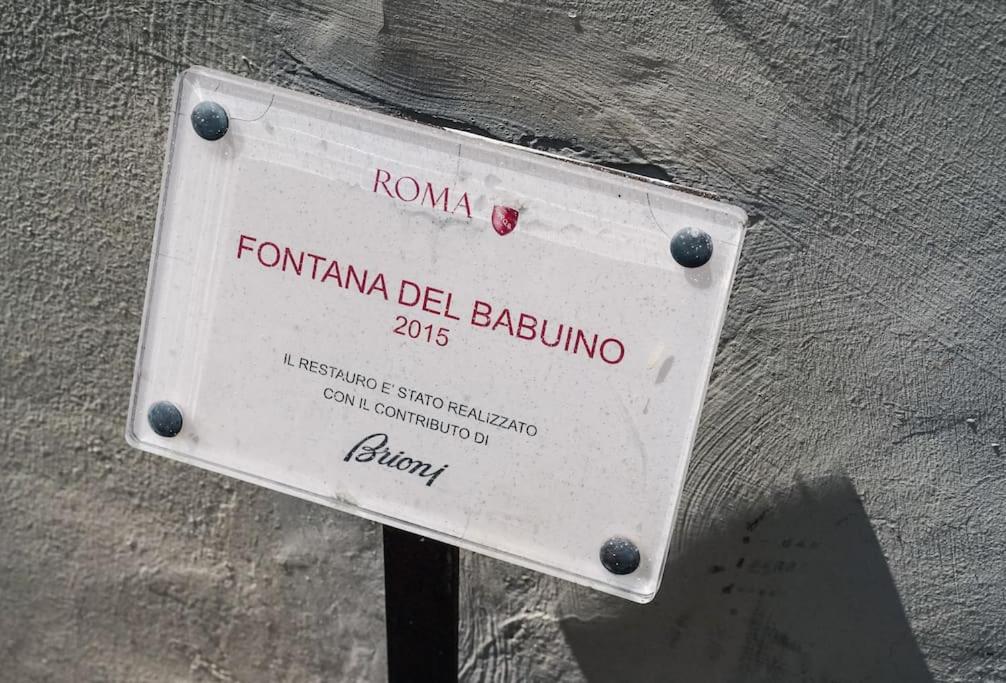 ROMA
FONTANA DEL BABUINO
2015
IL RESTAURO E' STATO REALIZZATO
CON IL CONTRIBUTO DI
Brioni